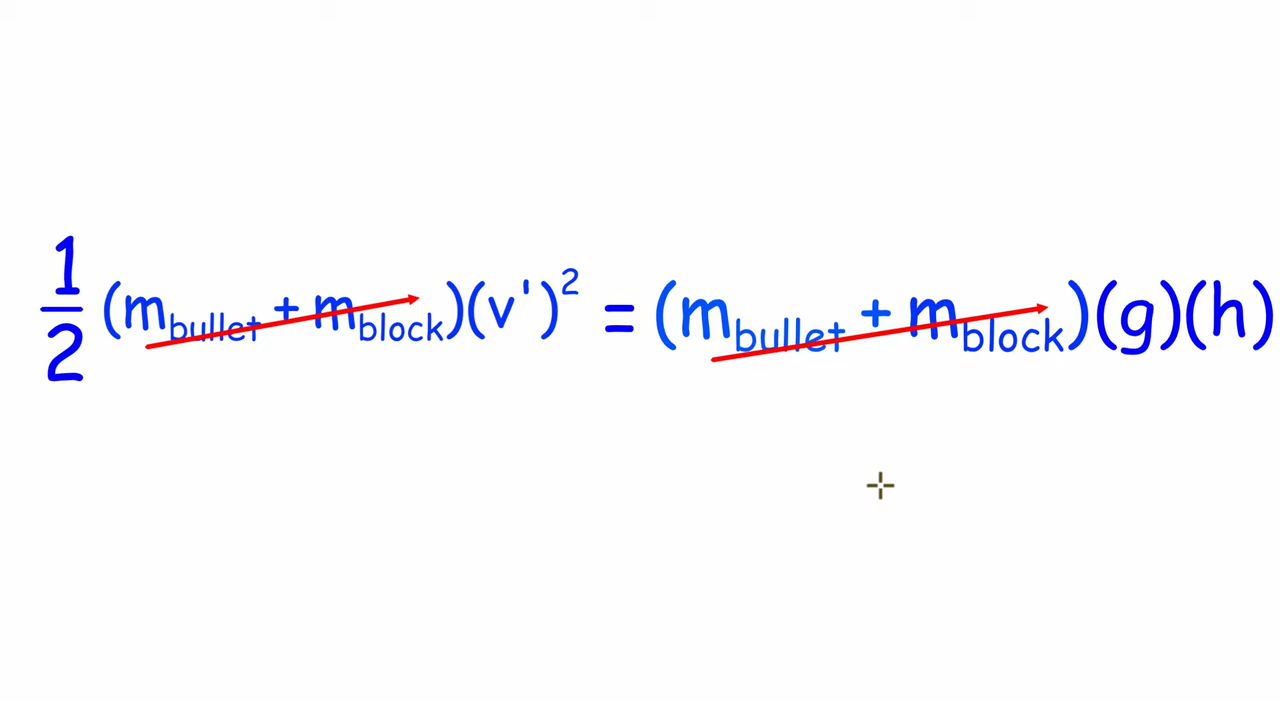 1/2 (m_bullet + m_block)(v')² = (m_bullet + m_block)(g)(h)